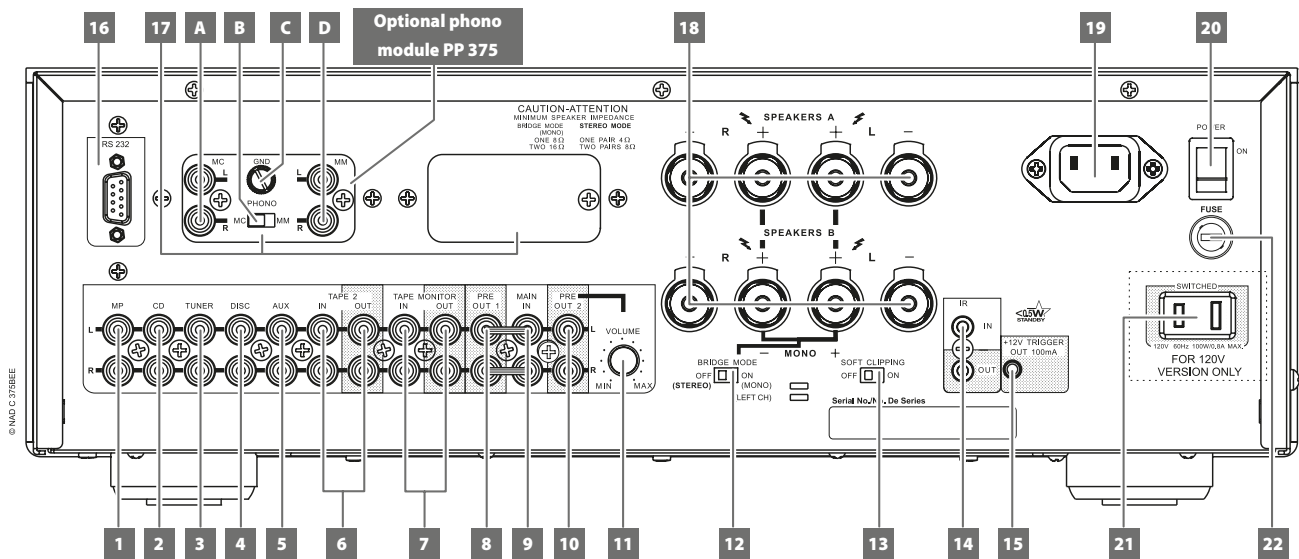 16
17
A
B
C
D
Optional phono
module PP 375
18
19
20
CAUTION-ATTENTION
MINIMUM SPEAKER IMPEDANCE
BRIDGE MODE STEREO MODE
(MONO)
ONE 8Ω ONE PAIR 4Ω
TWO 16Ω TWO PAIRS 8Ω
RS 232
MC
L
GND
MM
L
PHONO
R
MC MM
R
− R + SPEAKERS A + L −
POWER
ON
FUSE
− R + SPEAKERS B + L −
SWITCHED
120V 60Hz 100W/0,8A MAX,
FOR 120V
VERSION ONLY
MP
CD
TUNER
DISC
AUX
TAPE 2
IN OUT
TAPE MONITOR
IN OUT
PRE
OUT 1
MAIN
IN
PRE
OUT 2
L
L
R
R
VOLUME
MIN MAX
− MONO +
BRIDGE MODE
OFF ON
(STEREO) (MONO)
LEFT CH)
SOFT CLIPPING
OFF ON
IR
IN
OUT
<0.5W
STANDBY
+12V TRIGGER
OUT 100mA
Serial No./No. De Series
© NAD C 375BEE
1
2
3
4
5
6
7
8
9
10
11
12
13
14
15
21
22